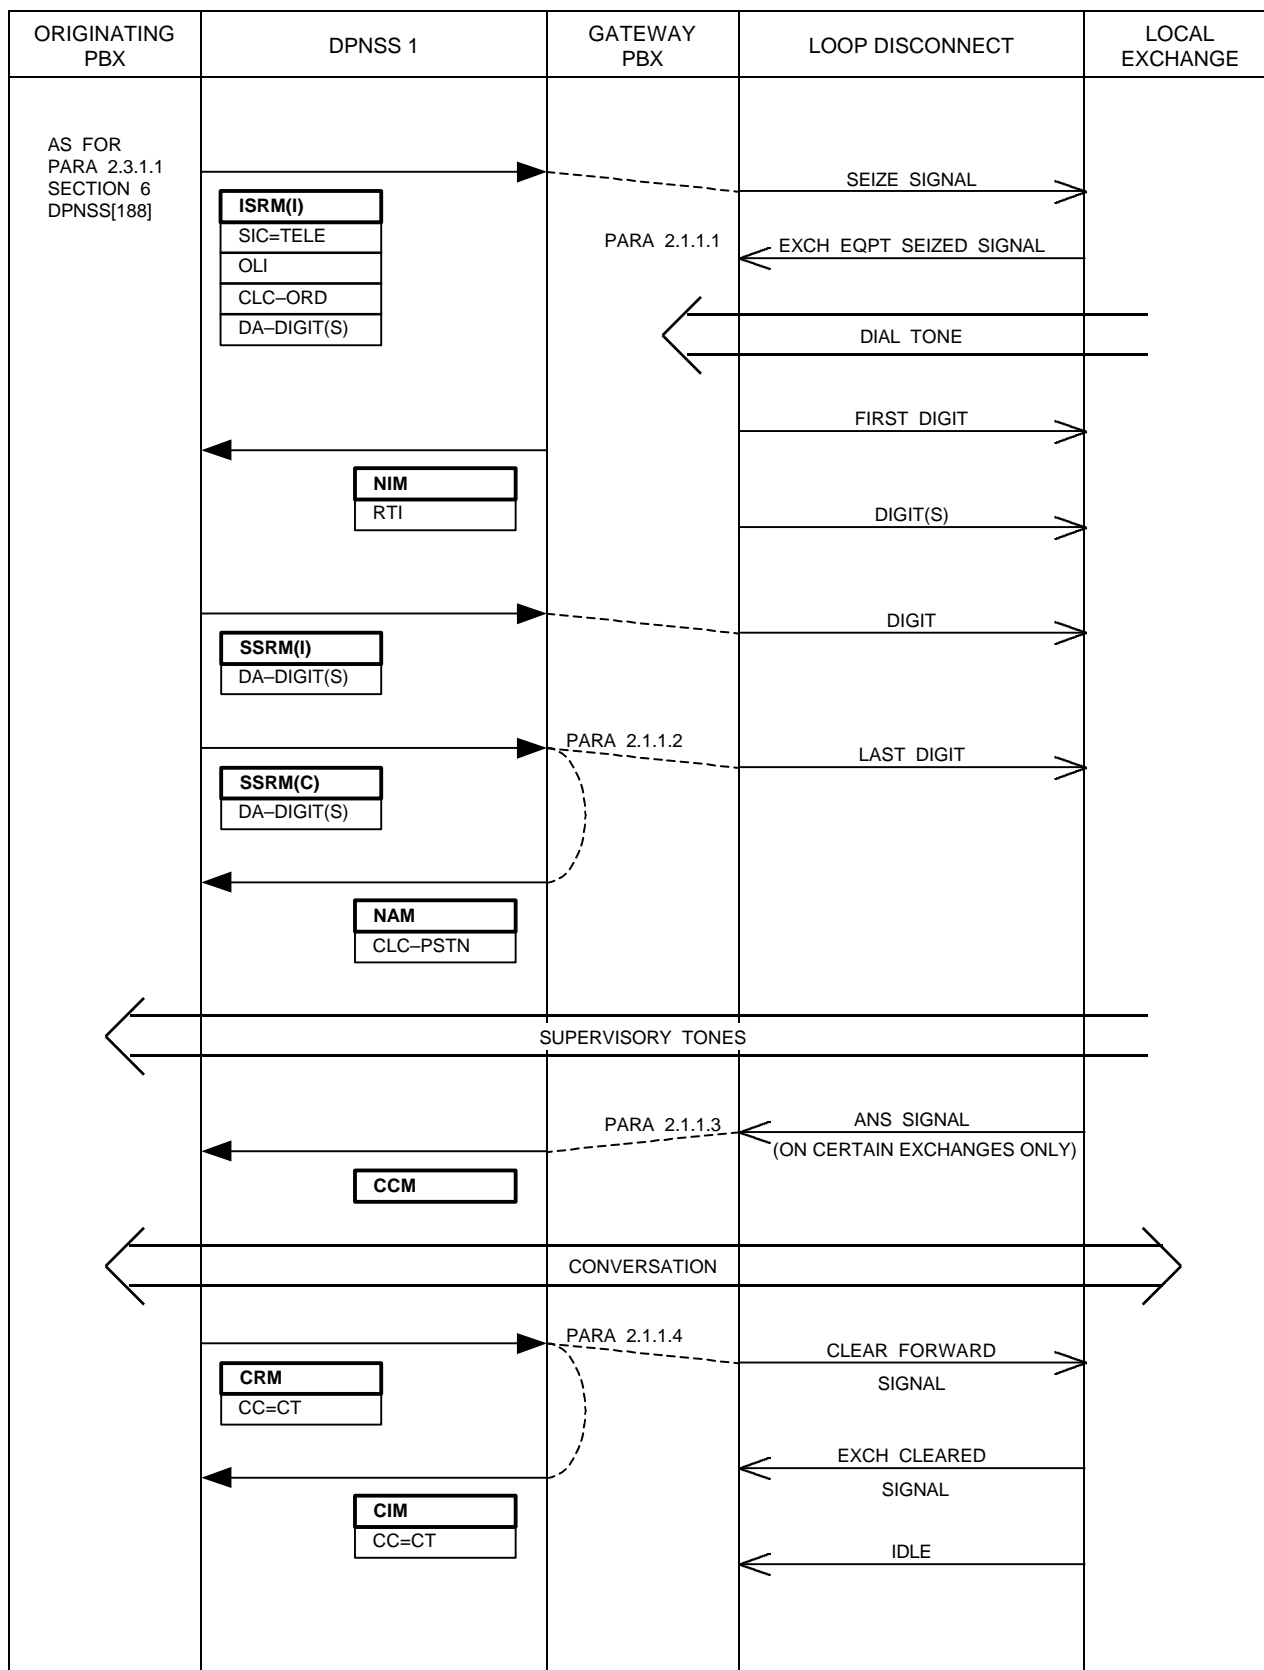 ORIGINATING
PBX
DPNSS 1
GATEWAY
PBX
LOOP DISCONNECT
LOCAL
EXCHANGE
AS FOR
PARA 2.3.1.1
SECTION 6
DPNSS[188]
SEIZE SIGNAL
ISRM(I)
SIC=TELE
OLI
CLC–ORD
DA–DIGIT(S)
PARA 2.1.1.1
EXCH EQPT SEIZED SIGNAL
DIAL TONE
FIRST DIGIT
NIM
RTI
DIGIT(S)
DIGIT
SSRM(I)
DA–DIGIT(S)
PARA 2.1.1.2
LAST DIGIT
SSRM(C)
DA–DIGIT(S)
NAM
CLC–PSTN
SUPERVISORY TONES
PARA 2.1.1.3
ANS SIGNAL
(ON CERTAIN EXCHANGES ONLY)
CCM
CONVERSATION
PARA 2.1.1.4
CLEAR FORWARD
SIGNAL
CRM
CC=CT
EXCH CLEARED
SIGNAL
CIM
CC=CT
IDLE